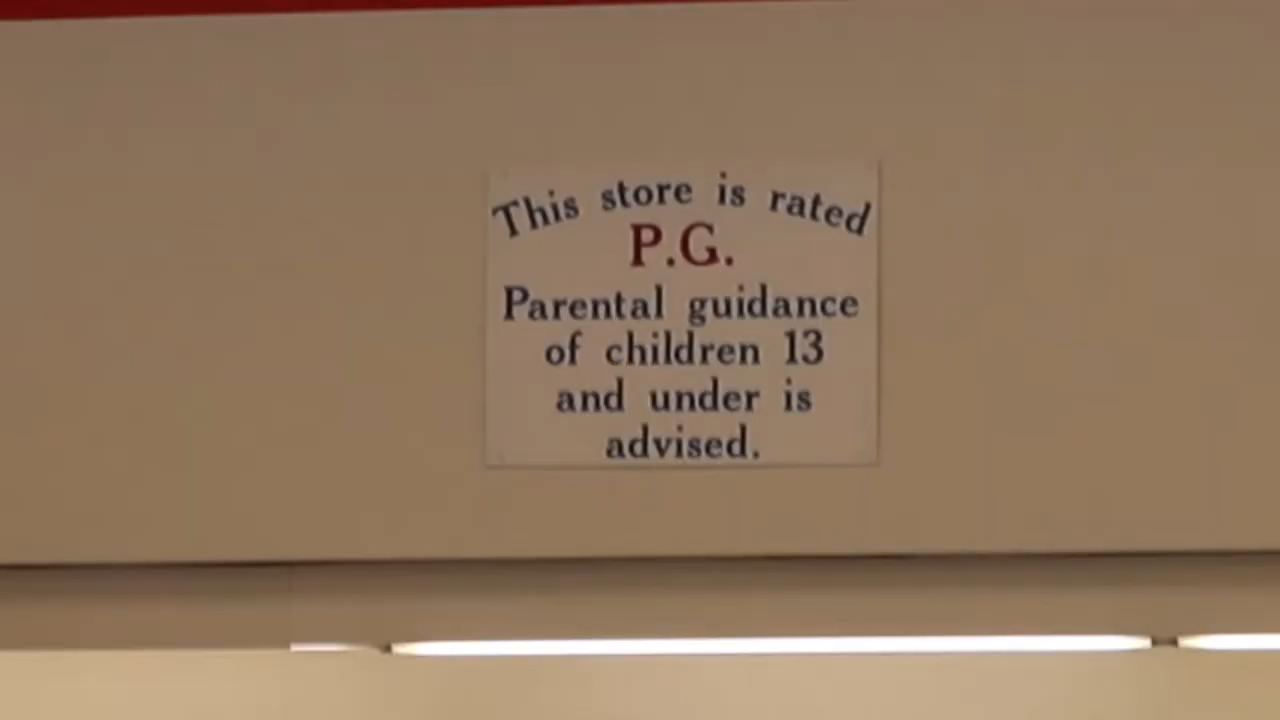 This store is rated
P.G.
Parental guidance
of children 13
and under is
advised.